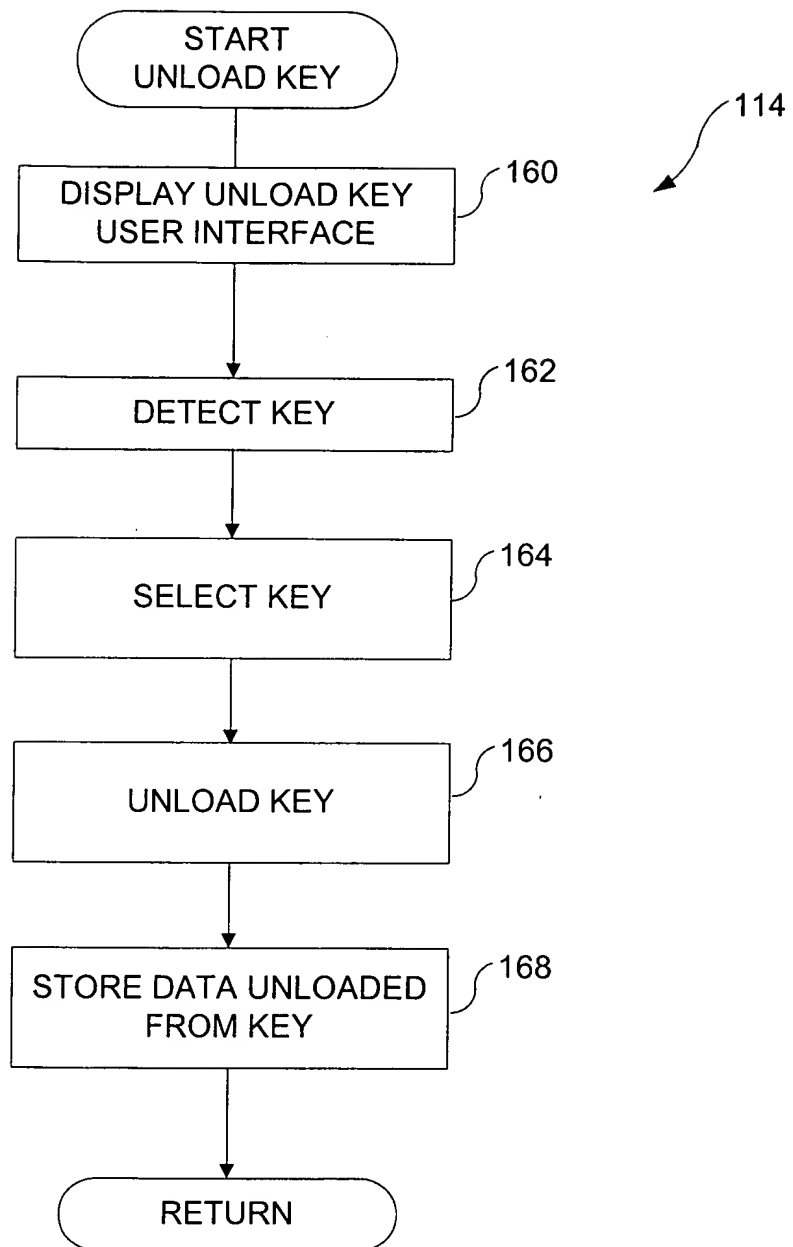 START
UNLOAD KEY
114
DISPLAY UNLOAD KEY
USER INTERFACE
160
DETECT KEY
162
SELECT KEY
164
UNLOAD KEY
166
STORE DATA UNLOADED
FROM KEY
168
RETURN